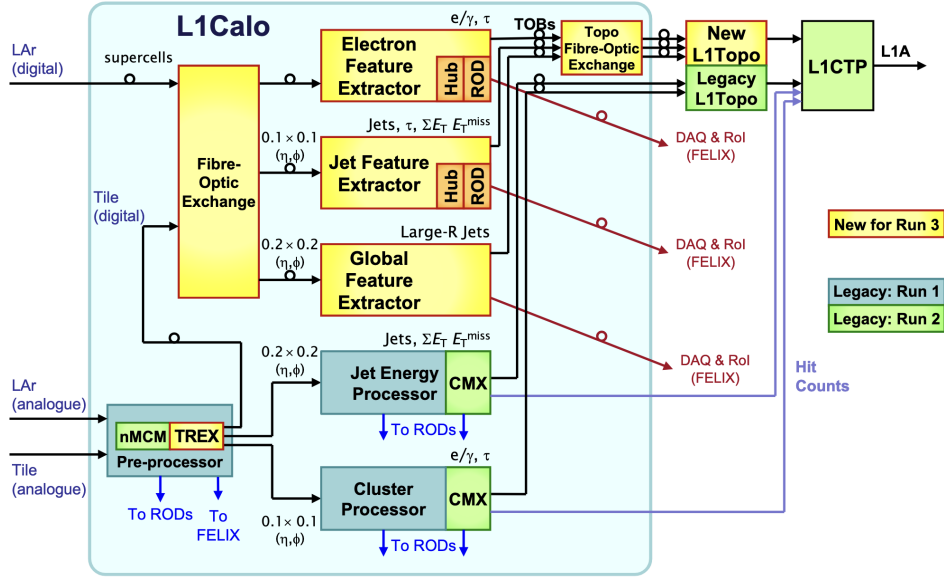 L1Calo
LAr
(digital)
supercells
Fibre-
Optic
Exchange
Tile
(digital)
e/γ, τ
Electron
Feature
Extractor
Hub
ROD
0.1 × 0.1
(η,ϕ)
Jets, τ, ΣE_T E_T^miss
Jet Feature
Extractor
Hub
ROD
0.2 × 0.2
(η,ϕ)
Large-R Jets
Global
Feature
Extractor
TOBs
Topo
Fibre-Optic
Exchange
New
L1Topo
Legacy
L1Topo
L1CTP
L1A
DAQ & RoI
(FELIX)
DAQ & RoI
(FELIX)
DAQ & RoI
(FELIX)
New for Run 3
Legacy: Run 1
Legacy: Run 2
Hit
Counts
LAr
(analogue)
Tile
(analogue)
nMCM
TREX
Pre-processor
To RODs
To
FELIX
0.2 × 0.2
(η,ϕ)
Jets, ΣE_T E_T^miss
Jet Energy
Processor
CMX
To RODs
e/γ, τ
Cluster
Processor
CMX
0.1 × 0.1
(η,ϕ)
To RODs